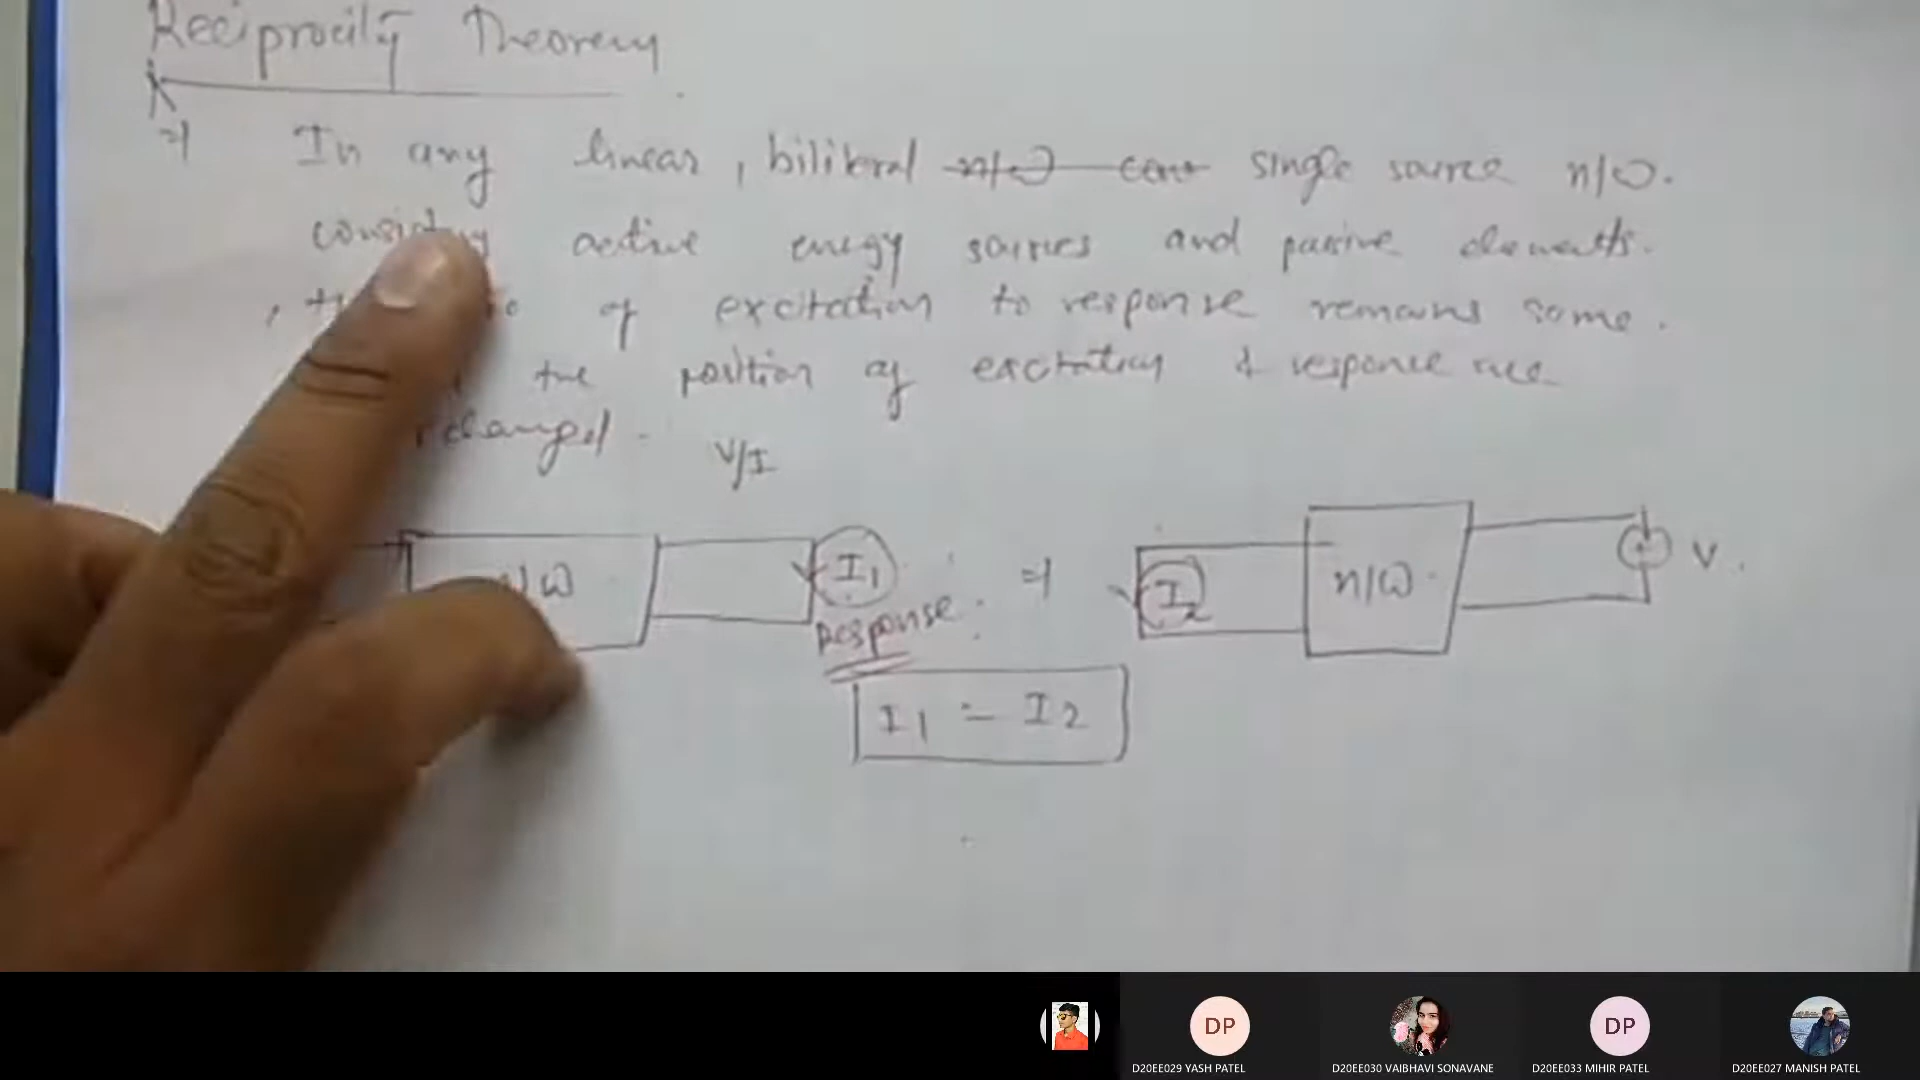 Reciprocity Theorem
In any linear, biliteral single source n/w.
active energy sources and passive elements.
of excitation to response remains same.
the position of excitation & response are
V/I
I1
Response
I2
n/w
V
I1 = I2
DP
DP
D20EE029 YASH PATEL
D20EE030 VAIBHAVI SONAVANE
D20EE033 MIHIR PATEL
D20EE027 MANISH PATEL